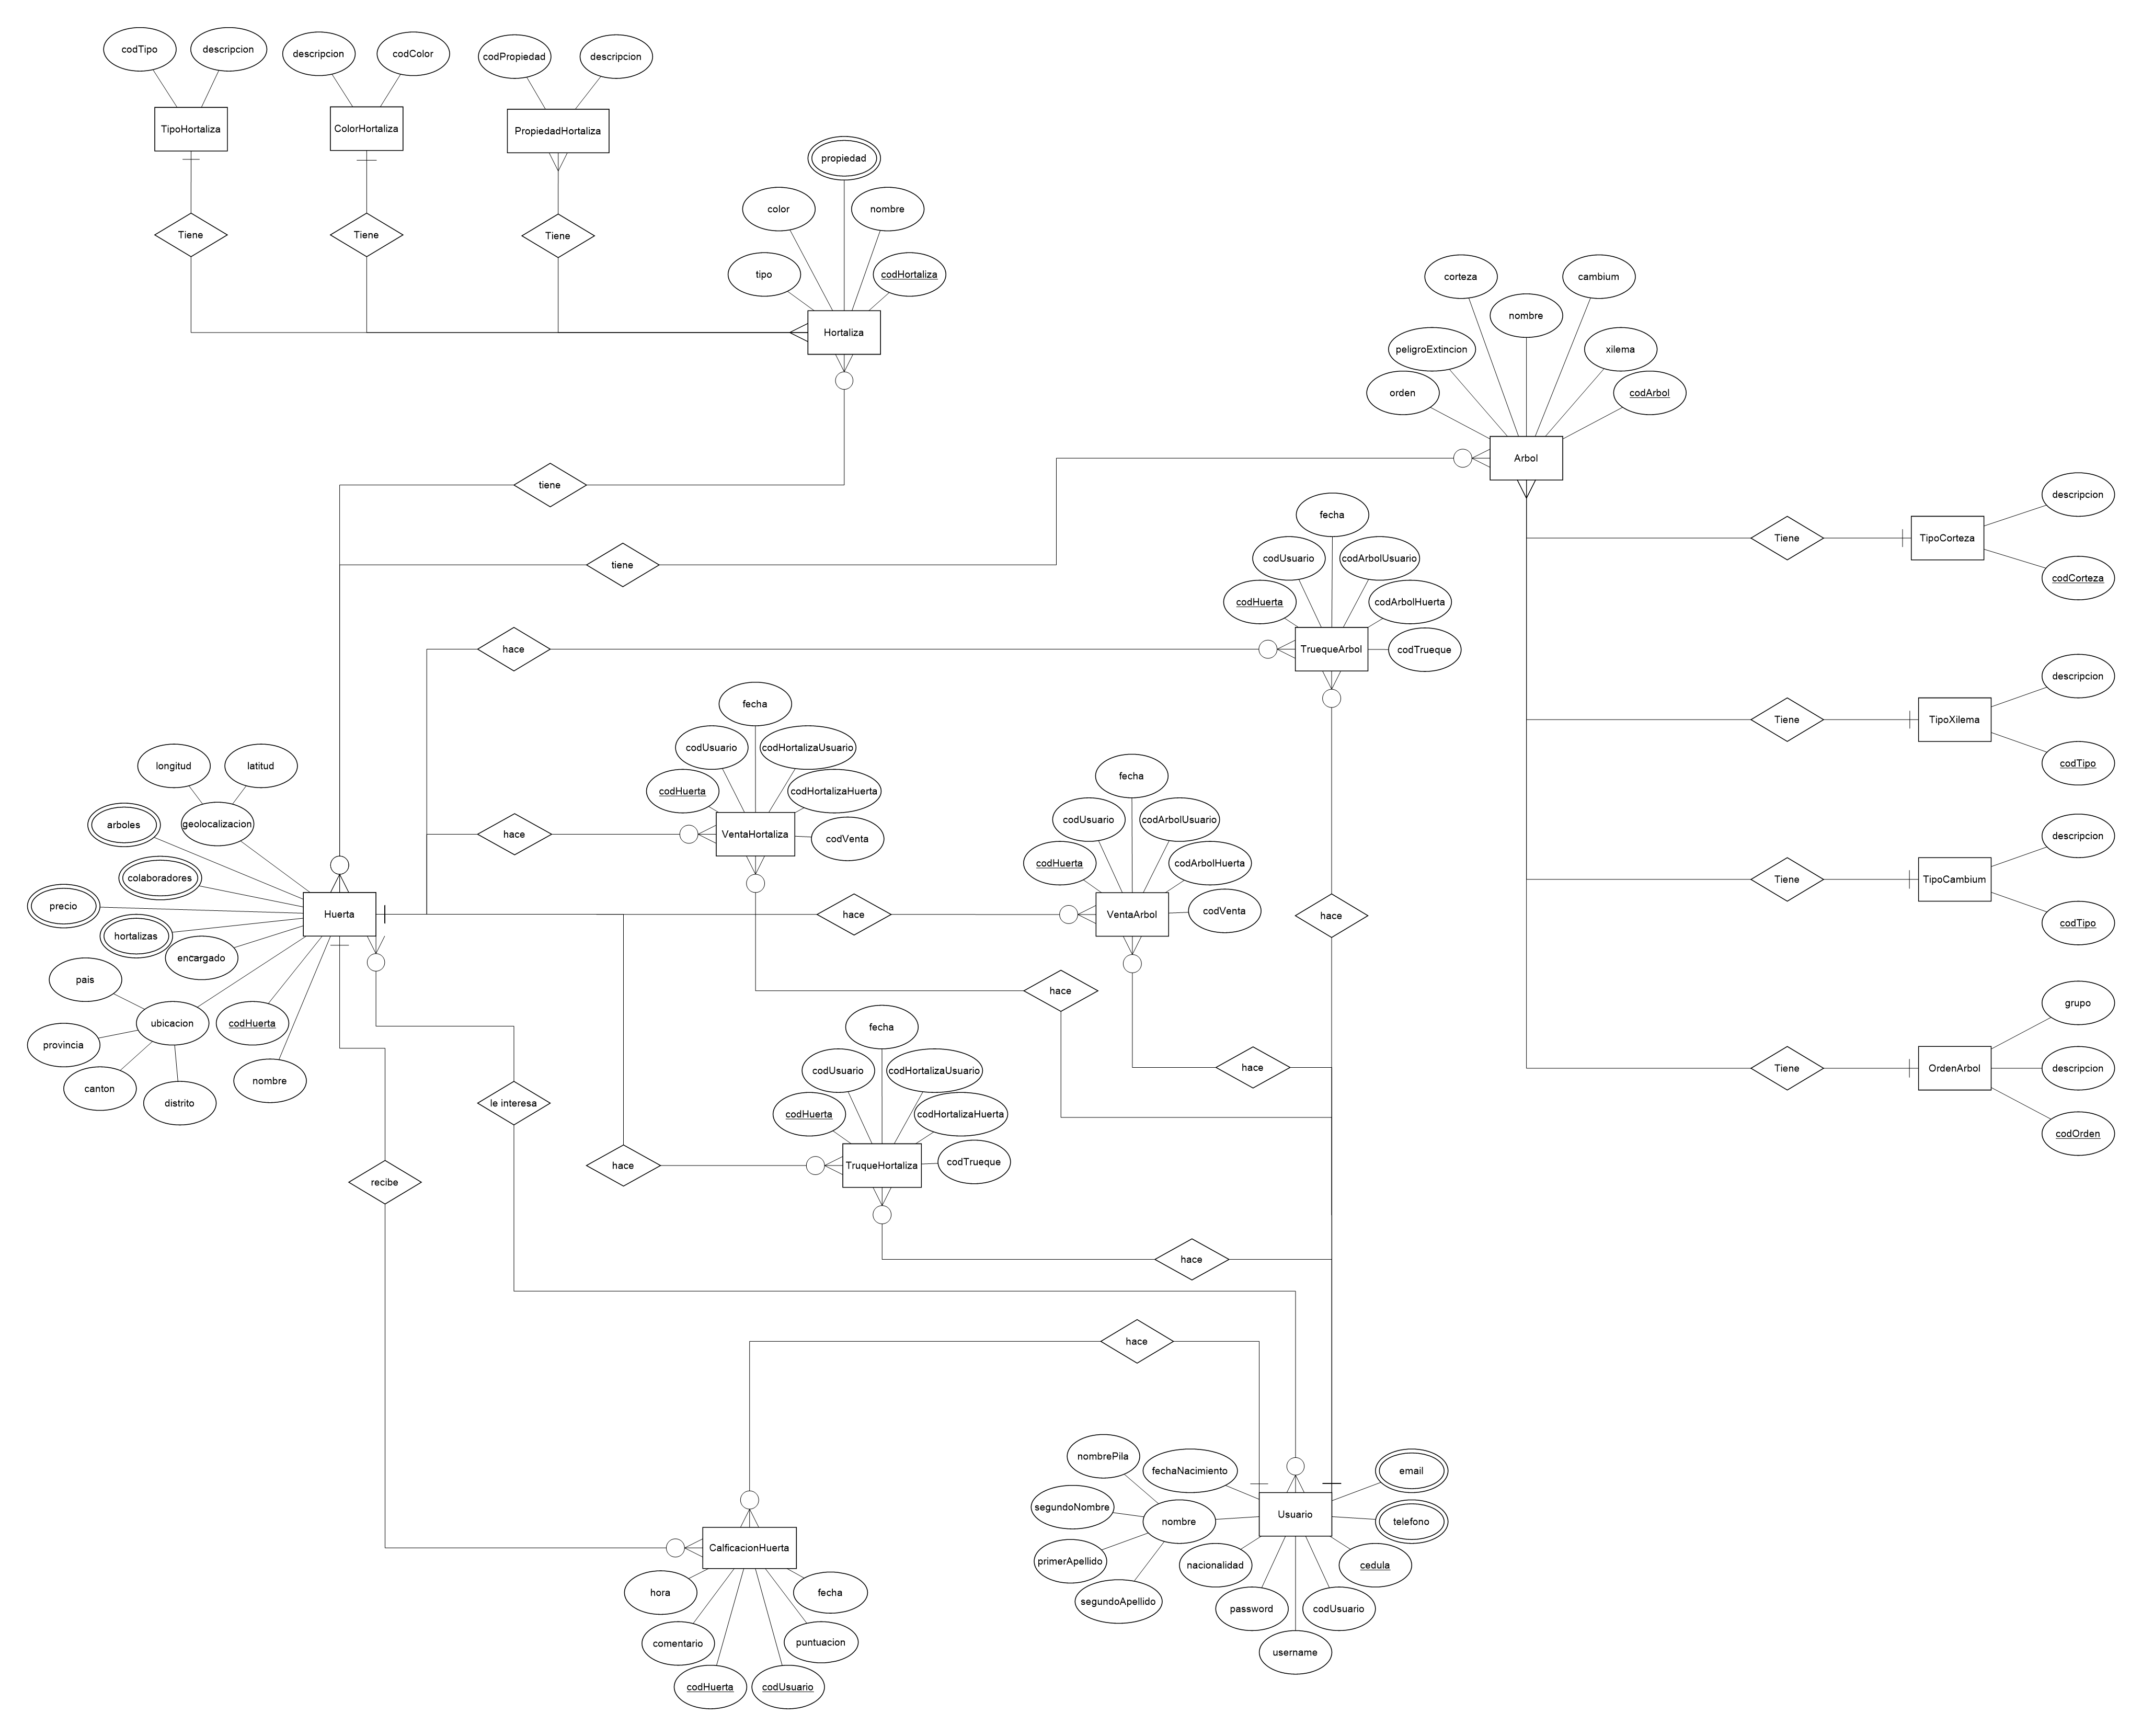 codTipo
descripcion
descripcion
codColor
codPropiedad
descripcion
TipoHortaliza
ColorHortaliza
PropiedadHortaliza
Tiene
Tiene
Tiene
propiedad
color
nombre
tipo
codHortaliza
Hortaliza
corteza
cambium
nombre
peligroExtincion
xilema
orden
codArbol
Arbol
tiene
tiene
descripcion
Tiene
TipoCorteza
codCorteza
fecha
codUsuario
codArbolUsuario
codHuerta
codArbolHuerta
TruequeArbol
codTrueque
hace
descripcion
Tiene
TipoXilema
codTipo
fecha
codUsuario
codHortalizaUsuario
codHuerta
codHortalizaHuerta
VentaHortaliza
codVenta
hace
longitud
latitud
arboles
geolocalizacion
colaboradores
precio
Huerta
hortalizas
encargado
pais
ubicacion
codHuerta
provincia
canton
distrito
nombre
fecha
codUsuario
codArbolUsuario
codHuerta
codArbolHuerta
VentaArbol
codVenta
hace
hace
hace
hace
descripcion
Tiene
TipoCambium
codTipo
grupo
Tiene
OrdenArbol
descripcion
codOrden
le interesa
recibe
fecha
codUsuario
codHortalizaUsuario
codHuerta
codHortalizaHuerta
hace
TruqueHortaliza
codTrueque
hace
hace
nombrePila
fechaNacimiento
email
segundoNombre
nombre
Usuario
telefono
primerApellido
nacionalidad
cedula
segundoApellido
password
codUsuario
username
CalficacionHuerta
hora
fecha
comentario
puntuacion
codHuerta
codUsuario